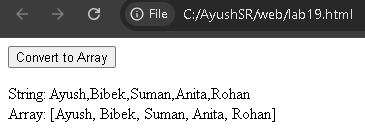 File C:/AyushSR/web/lab19.html
Convert to Array
String: Ayush,Bibek,Suman,Anita,Rohan
Array: [Ayush, Bibek, Suman, Anita, Rohan]